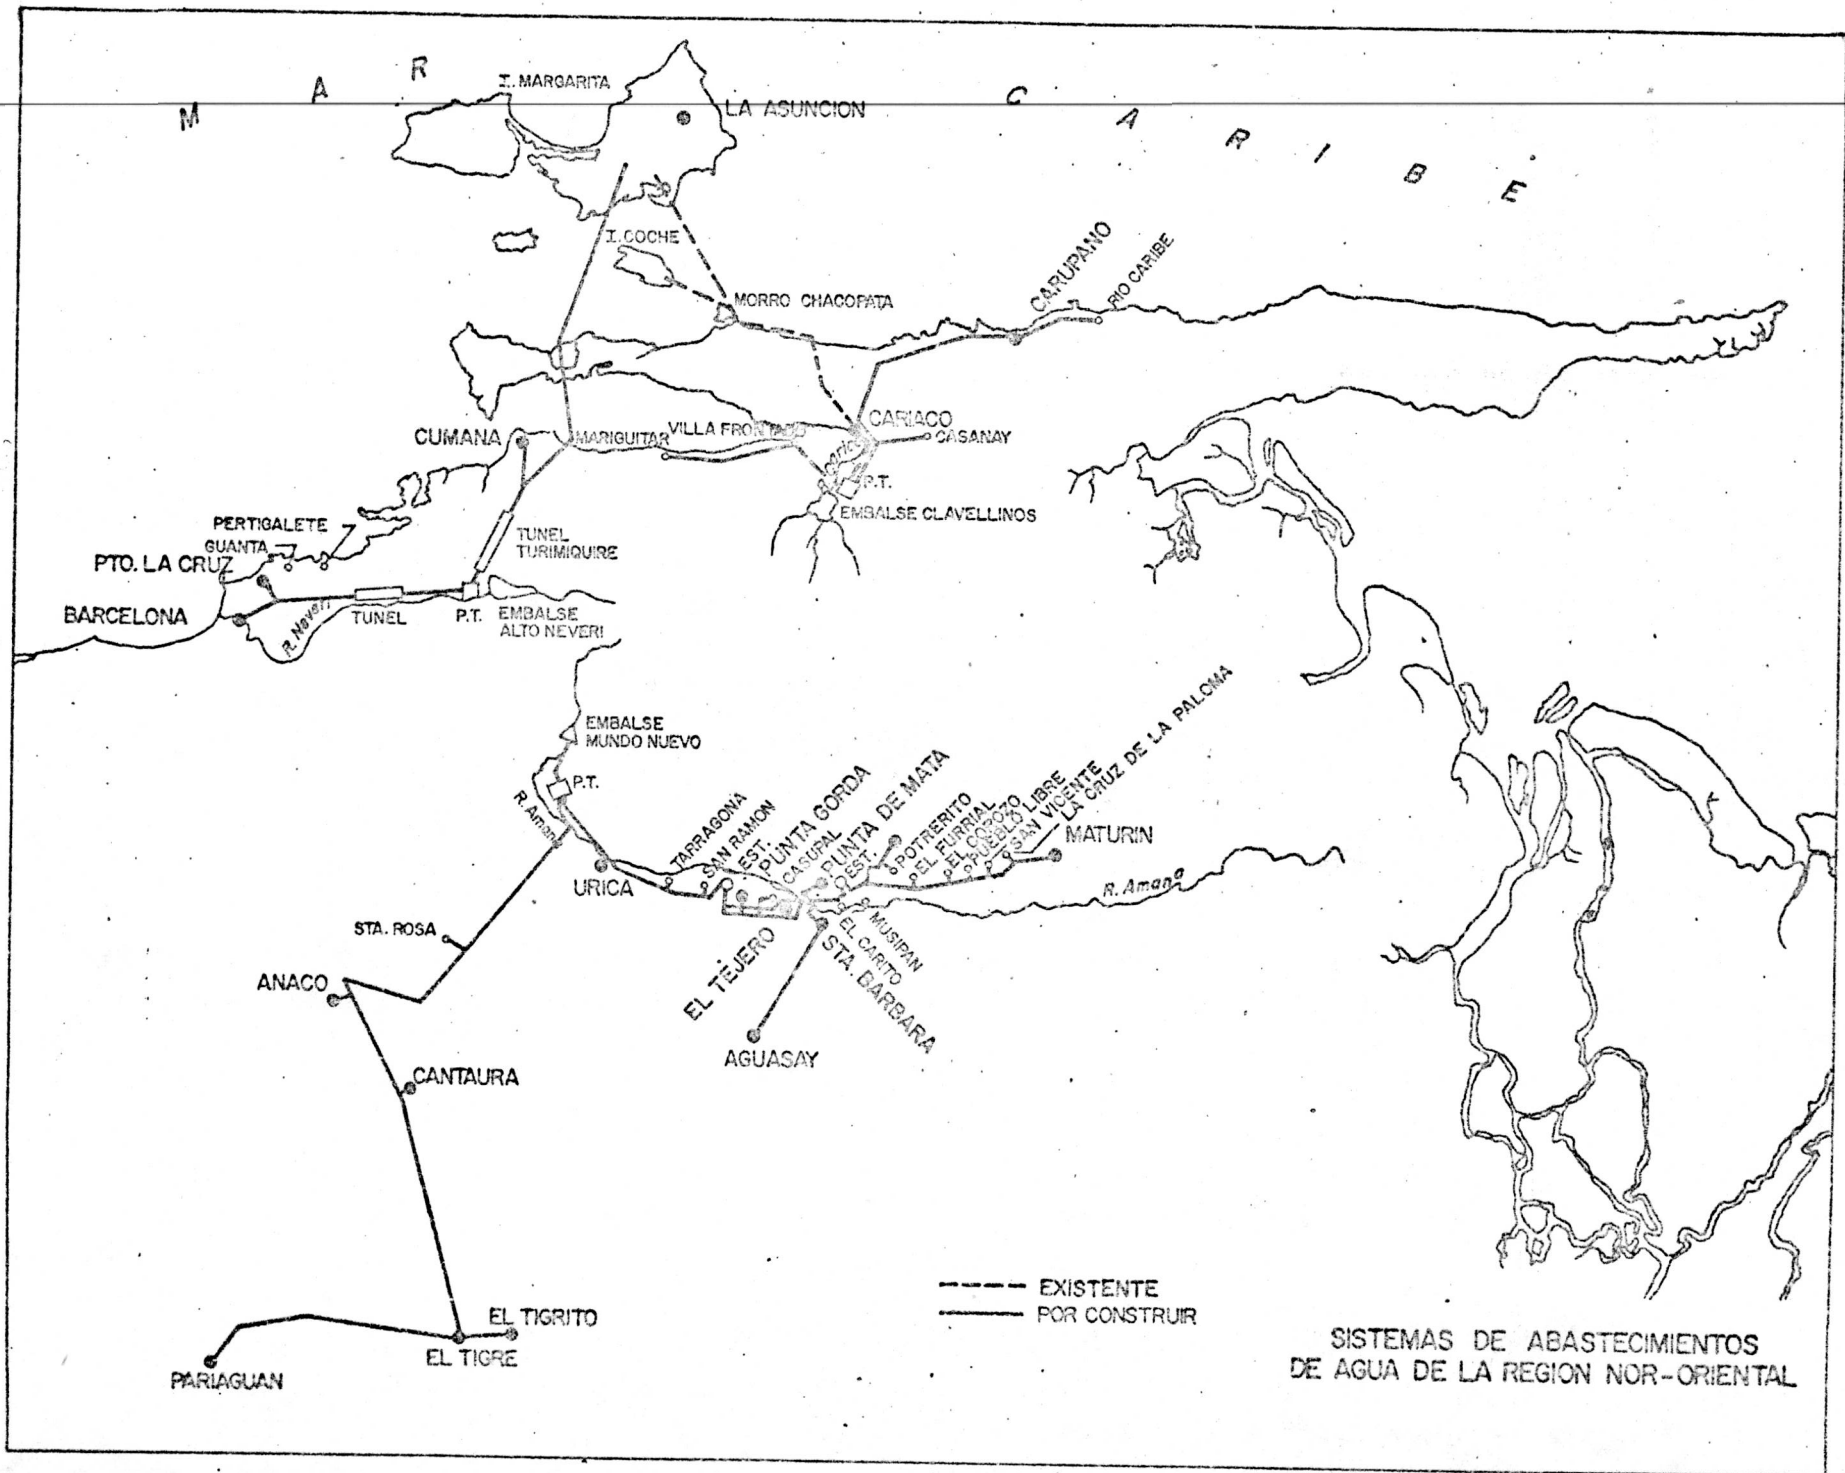 MAR CARIBE
I. MARGARITA
LA ASUNCION
I. COCHE
MORRO CHACOPATA
CARUPANO
RIO CARIBE
CUMANA
MARIGUITAR
VILLA FRONTADO
CARIACO
CASANAY
P.T.
EMBALSE CLAVELLINOS
PERTIGALETE
GUANTA
PTO. LA CRUZ
BARCELONA
R. Neveri
TUNEL
TUNEL
TURIMIQUIRE
P.T.
EMBALSE
ALTO NEVERI
EMBALSE
MUNDO NUEVO
P.T.
R. Amana
URICA
TARRAGONA
SAN RAMON
EST.
PUNTA GORDA
CASUPAL
PUNTA DE MATA
EST.
POTRERITO
EL FURRIAL
EL COROZO
PUEBLO LIBRE
SAN VICENTE
LA CRUZ DE LA PALOMA
MATURIN
R. Amana
MUSIPAN
EL CARITO
STA. BARBARA
EL TEJERO
AGUASAY
STA. ROSA
ANACO
CANTAURA
EL TIGRITO
EL TIGRE
PARIAGUAN
EXISTENTE
POR CONSTRUIR
SISTEMAS DE ABASTECIMIENTOS
DE AGUA DE LA REGION NOR-ORIENTAL